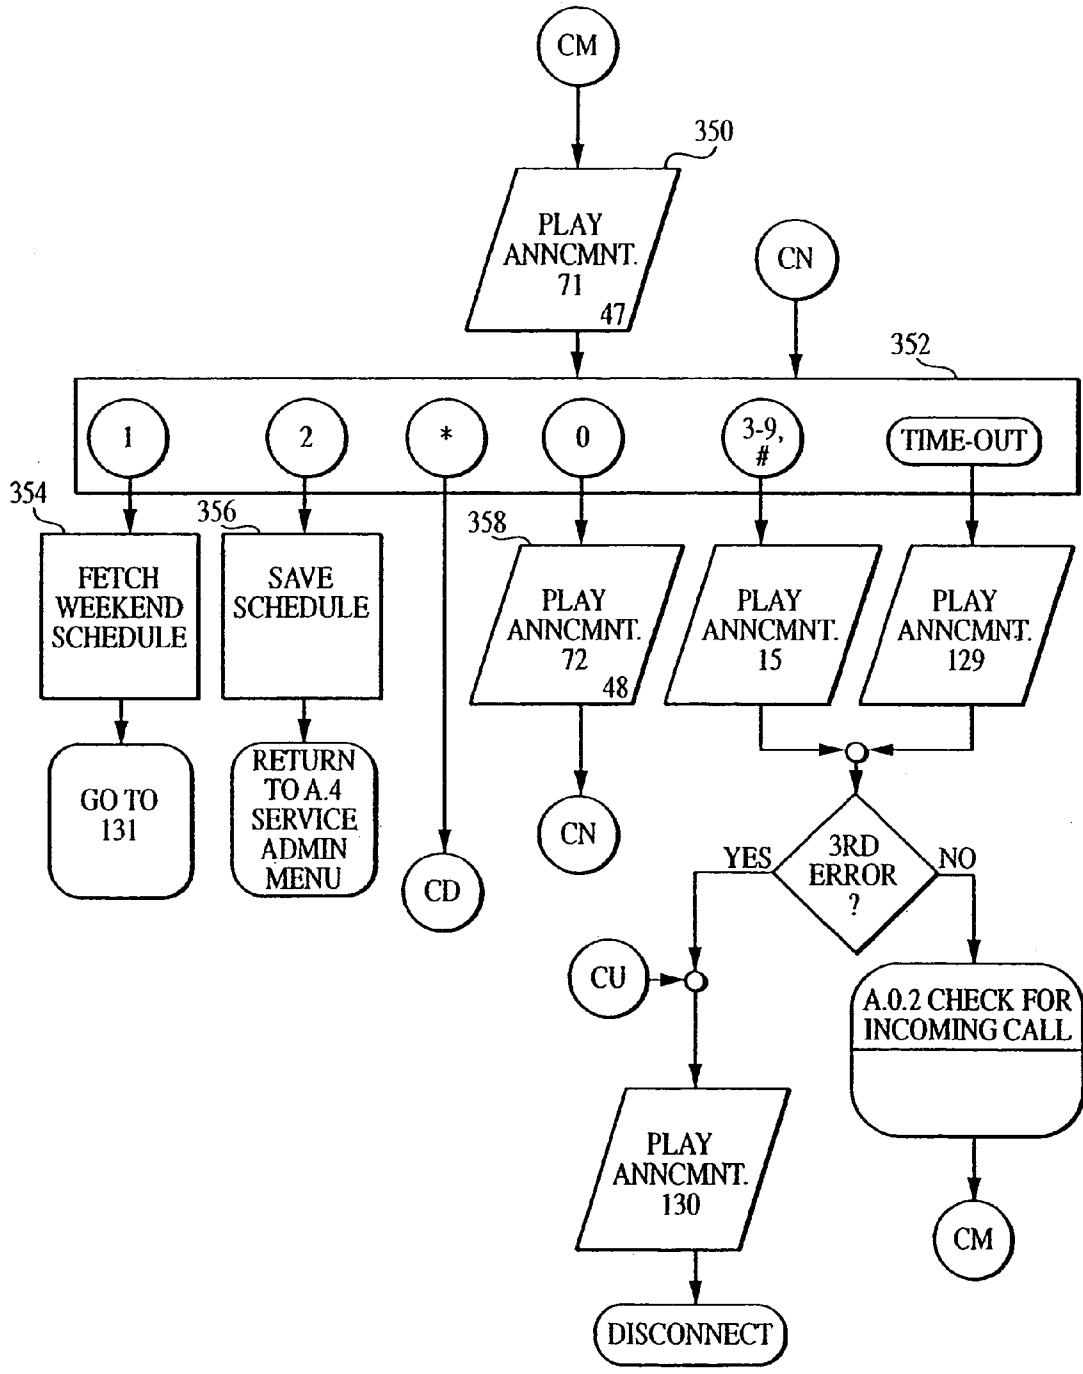 CM
350
PLAY
ANNCMNT.
71
47
CN
352
1
2
*
0
3-9,
#
TIME-OUT
354
FETCH
WEEKEND
SCHEDULE
356
SAVE
SCHEDULE
358
PLAY
ANNCMNT.
72
48
PLAY
ANNCMNT.
15
PLAY
ANNCMNT.
129
GO TO
131
RETURN
TO A.4
SERVICE
ADMIN
MENU
CD
CN
YES
3RD
ERROR
?
NO
CU
A.0.2 CHECK FOR
INCOMING CALL
PLAY
ANNCMNT.
130
CM
DISCONNECT